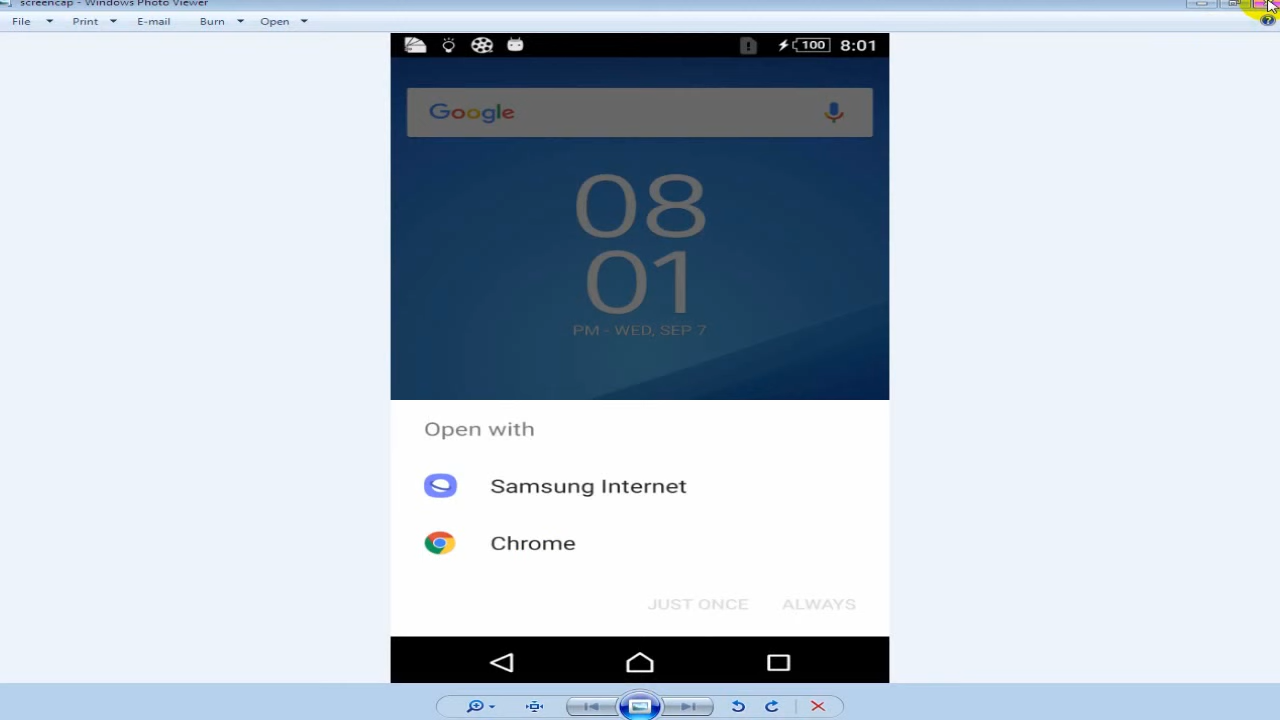 screencap - Windows Photo Viewer
File Print E-mail Burn Open
100 8:01
Google
08
01
PM - WED, SEP 7
Open with
Samsung Internet
Chrome
JUST ONCE ALWAYS